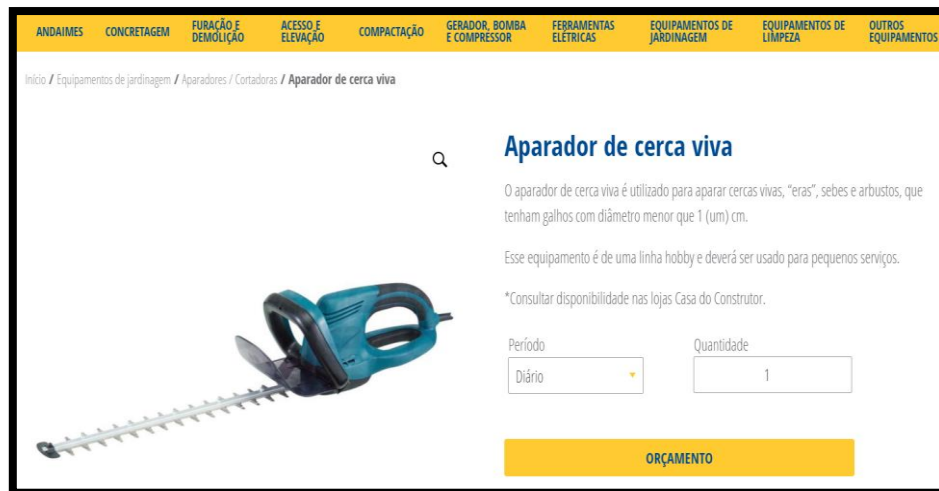 ANDAIMES CONCRETAGEM FURAÇÃO E DEMOLIÇÃO ACESSO E ELEVAÇÃO COMPACTAÇÃO GERADOR, BOMBA E COMPRESSOR FERRAMENTAS ELÉTRICAS EQUIPAMENTOS DE JARDINAGEM EQUIPAMENTOS DE LIMPEZA OUTROS EQUIPAMENTOS
Início / Equipamentos de jardinagem / Aparadores / Cortadoras / Aparador de cerca viva
Aparador de cerca viva
O aparador de cerca viva é utilizado para aparar cercas vivas, “eras”, sebes e arbustos, que
tenham galhos com diâmetro menor que 1 (um) cm.
Esse equipamento é de uma linha hobby e deverá ser usado para pequenos serviços.
*Consultar disponibilidade nas lojas Casa do Construtor.
Período Quantidade
Diário 1
ORÇAMENTO